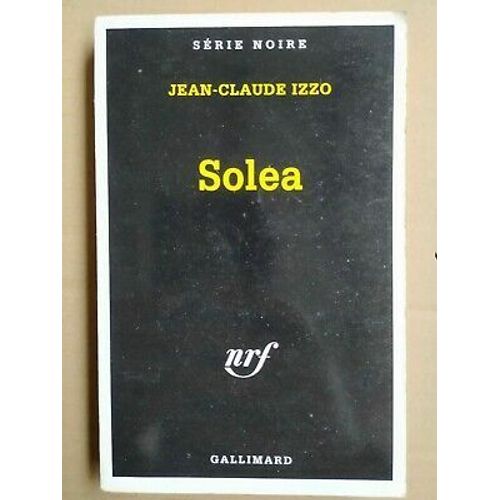 SÉRIE NOIRE
JEAN-CLAUDE IZZO
Solea
nrf
GALLIMARD